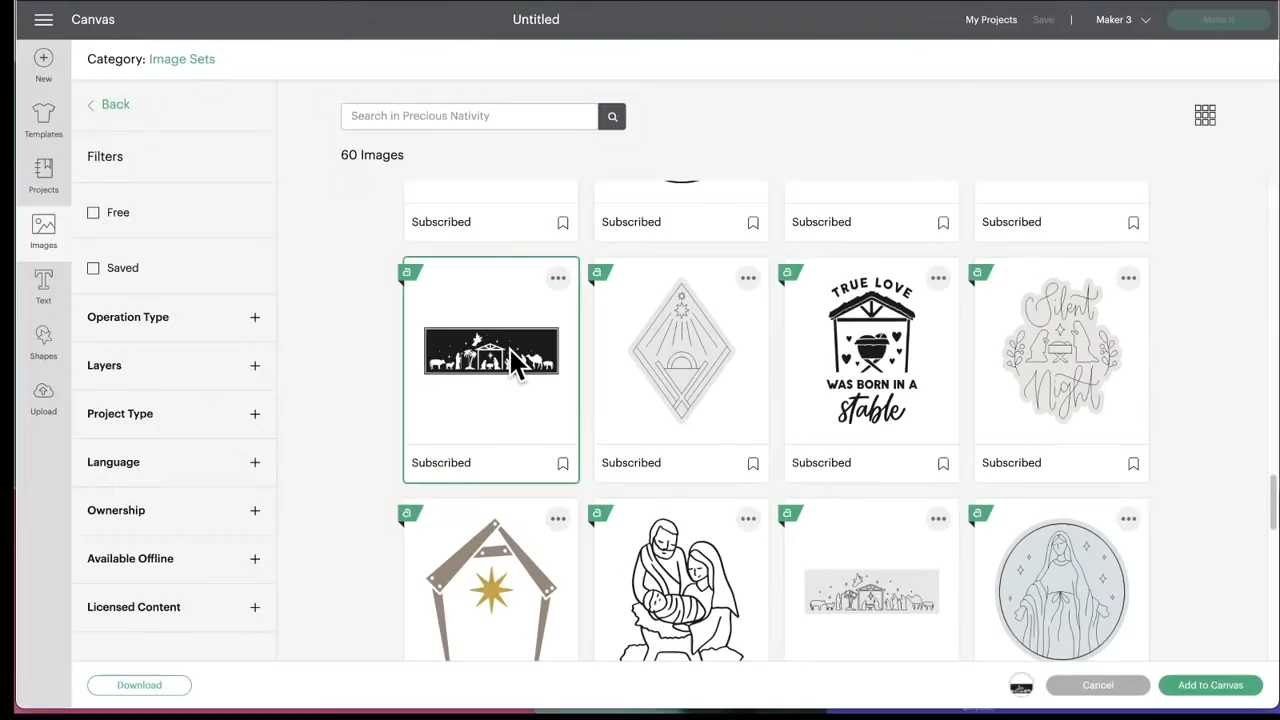 Canvas
Untitled
My Projects Save | Maker 3 Make It
Category: Image Sets
New
Templates
Projects
Images
Text
Shapes
Upload
Back
Filters
Free
Saved
Operation Type +
Layers +
Project Type +
Language +
Ownership +
Available Offline +
Licensed Content +
Search in Precious Nativity
60 Images
Subscribed Subscribed Subscribed Subscribed
TRUE LOVE
WAS BORN IN A
stable
Silent
Night
Subscribed Subscribed Subscribed Subscribed
Download
Cancel Add to Canvas